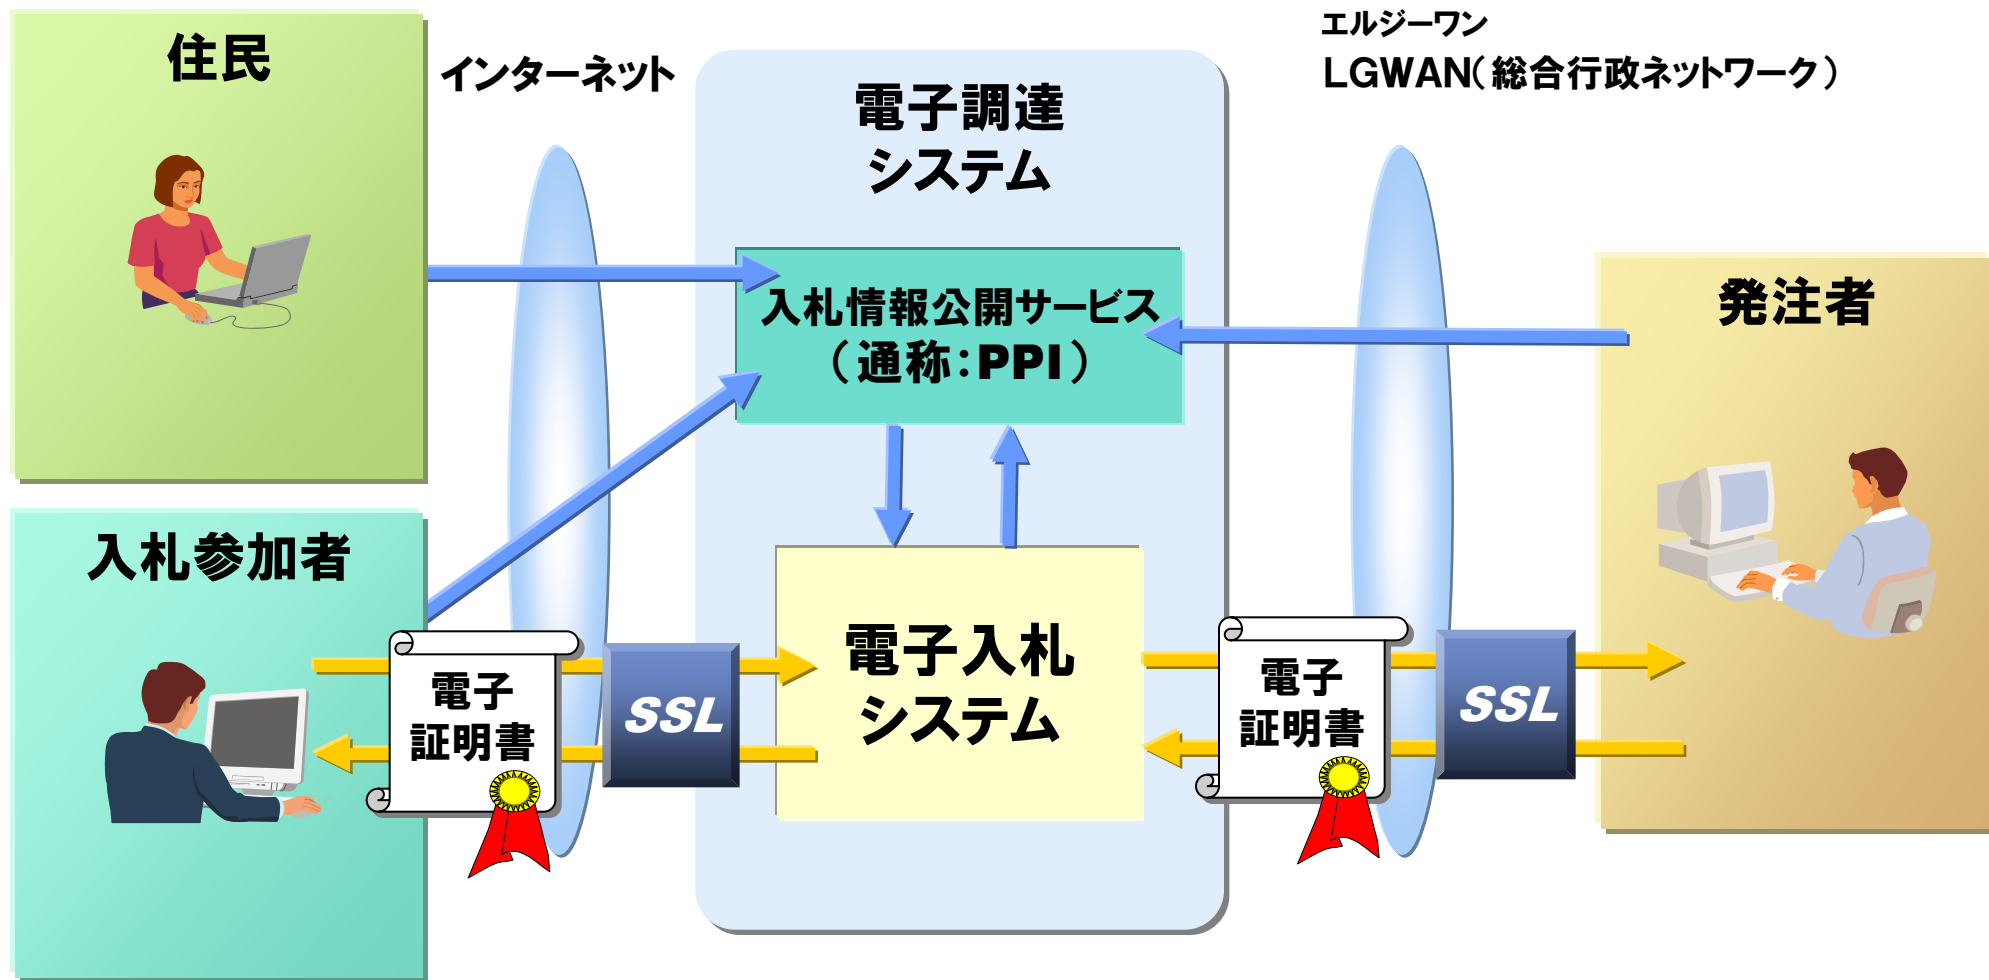 住民
インターネット
エルジーワン
LGWAN(総合行政ネットワーク)
電子調達
システム
入札情報公開サービス
(通称:PPI)
発注者
入札参加者
電子
証明書
SSL
電子入札
システム
電子
証明書
SSL